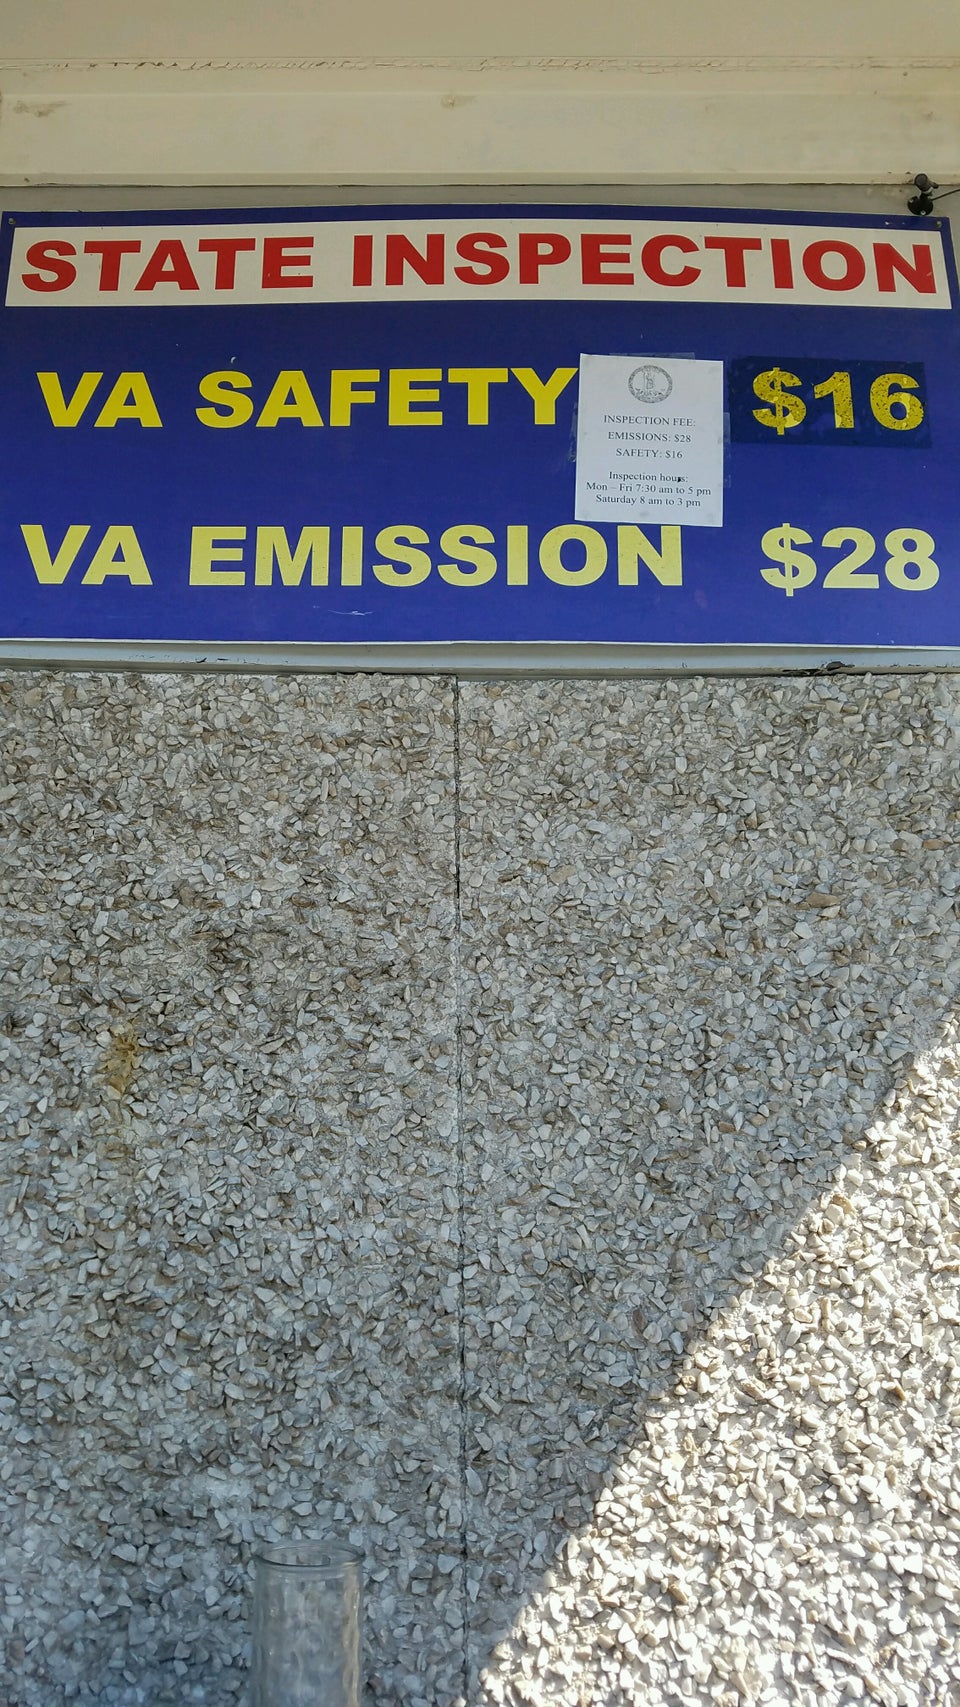 STATE INSPECTION
VA SAFETY $16
INSPECTION FEE:
EMISSIONS: $28
SAFETY: $16
Inspection hours:
Mon – Fri 7:30 am to 5 pm
Saturday 8 am to 3 pm
VA EMISSION $28